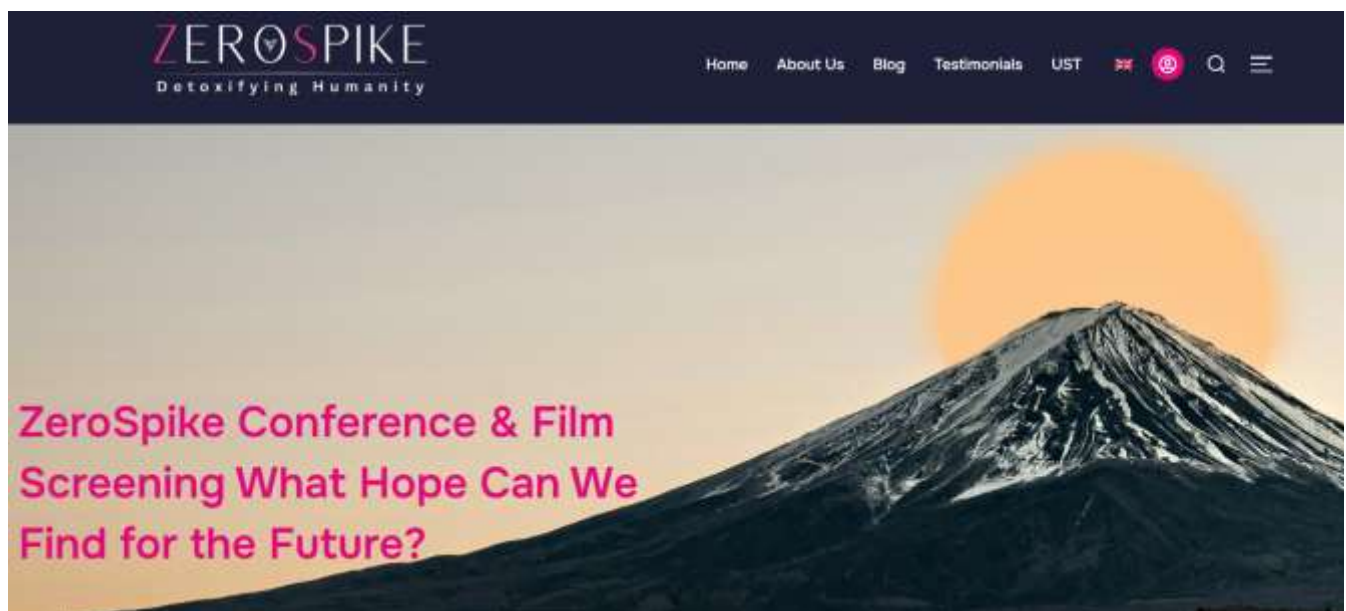 ZEROSPIKE
Detoxifying Humanity
Home About Us Blog Testimonials UST
ZeroSpike Conference & Film
Screening What Hope Can We
Find for the Future?